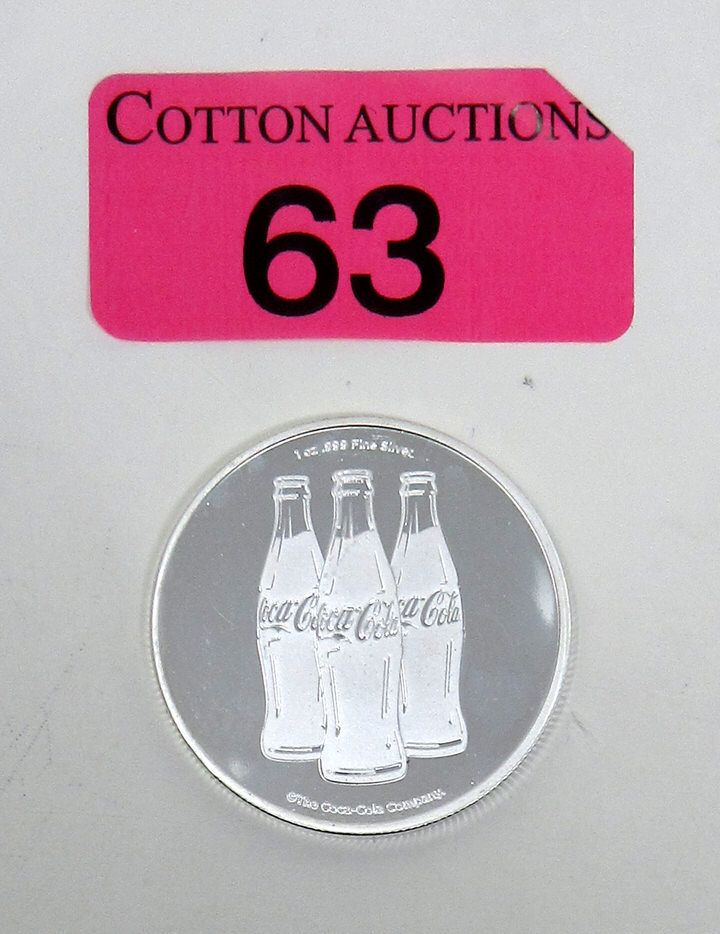 COTTON AUCTIONS
63
1 oz .999 Fine Silver
Coca-Cola
Coca-Cola
Coca-Cola
©The Coca-Cola Company.